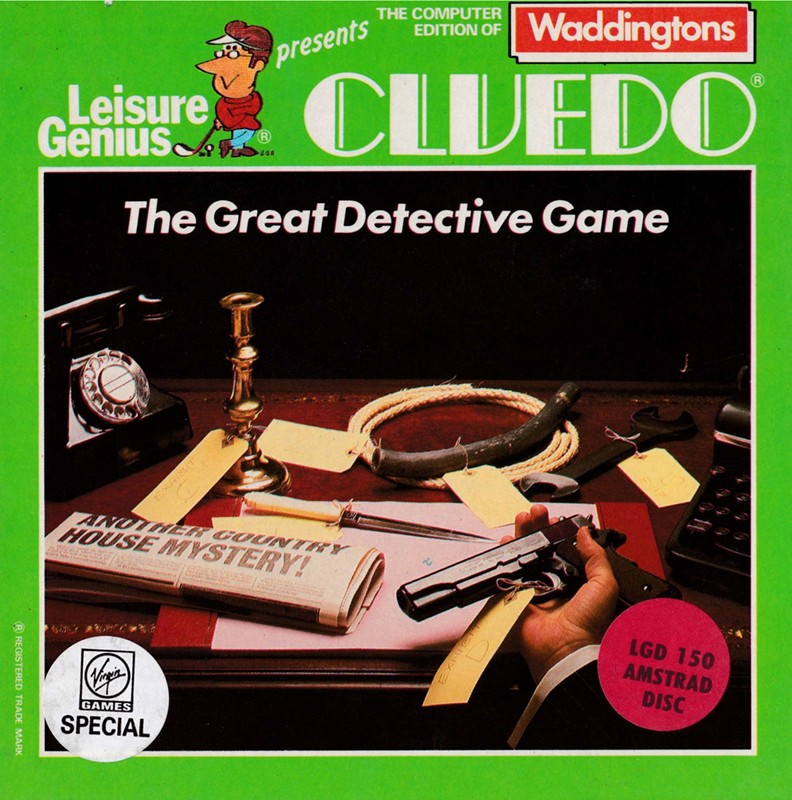 Leisure
Genius
®
presents
THE COMPUTER
EDITION OF
Waddingtons
CLUEDO®
The Great Detective Game
ANOTHER COUNTRY
HOUSE MYSTERY!
EXHIBIT
D
® REGISTERED TRADE MARK
Virgin
GAMES
SPECIAL
LGD 150
AMSTRAD
DISC